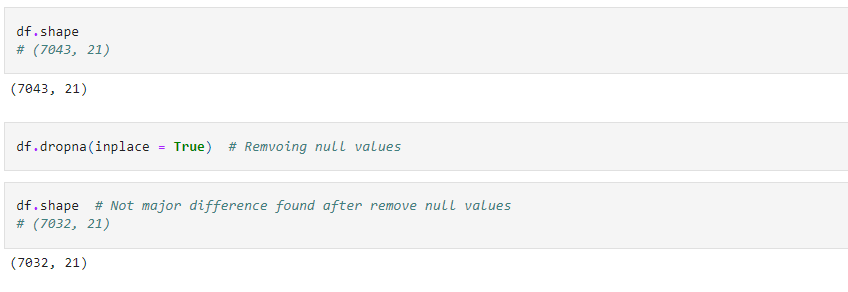 df.shape
# (7043, 21)
(7043, 21)
df.dropna(inplace = True)  # Remvoing null values
df.shape  # Not major difference found after remove null values
# (7032, 21)
(7032, 21)